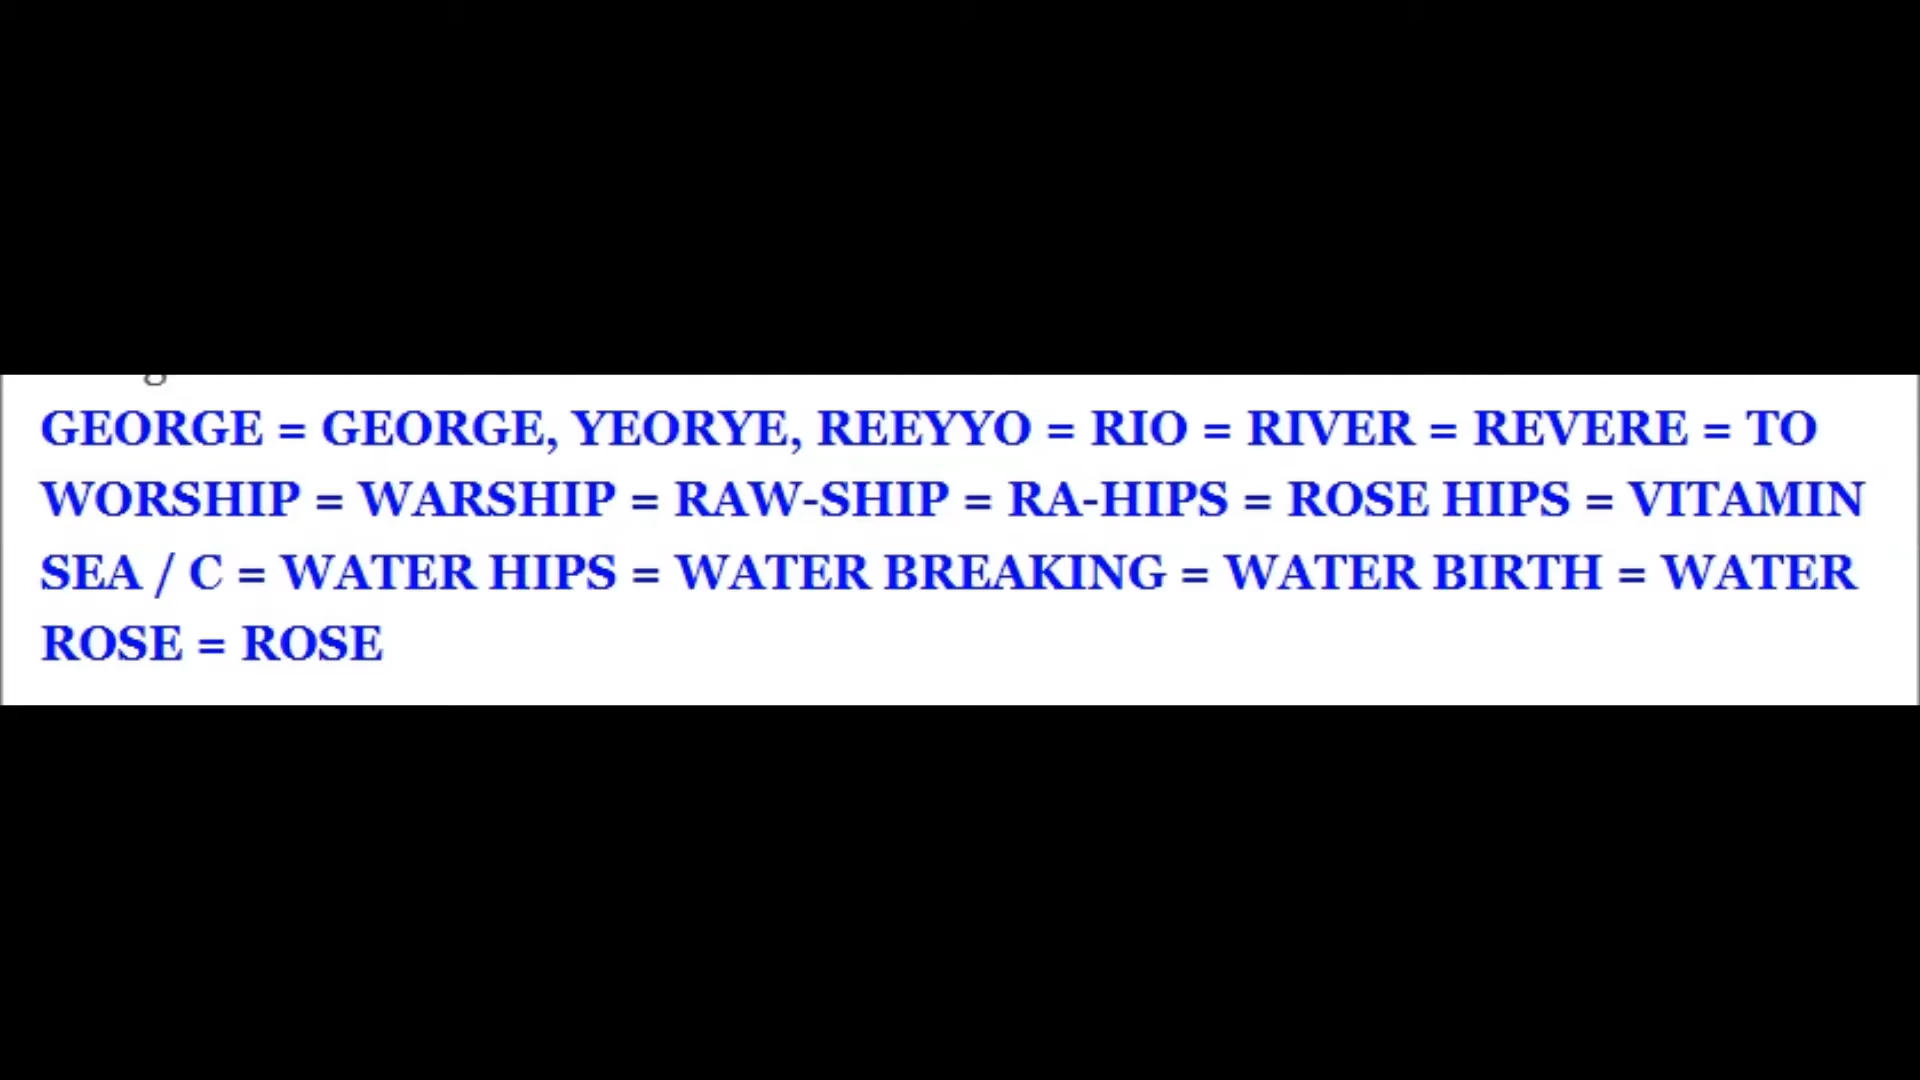 GEORGE = GEORGE, YEORYE, REEYYO = RIO = RIVER = REVERE = TO
WORSHIP = WARSHIP = RAW-SHIP = RA-HIPS = ROSE HIPS = VITAMIN
SEA / C = WATER HIPS = WATER BREAKING = WATER BIRTH = WATER
ROSE = ROSE